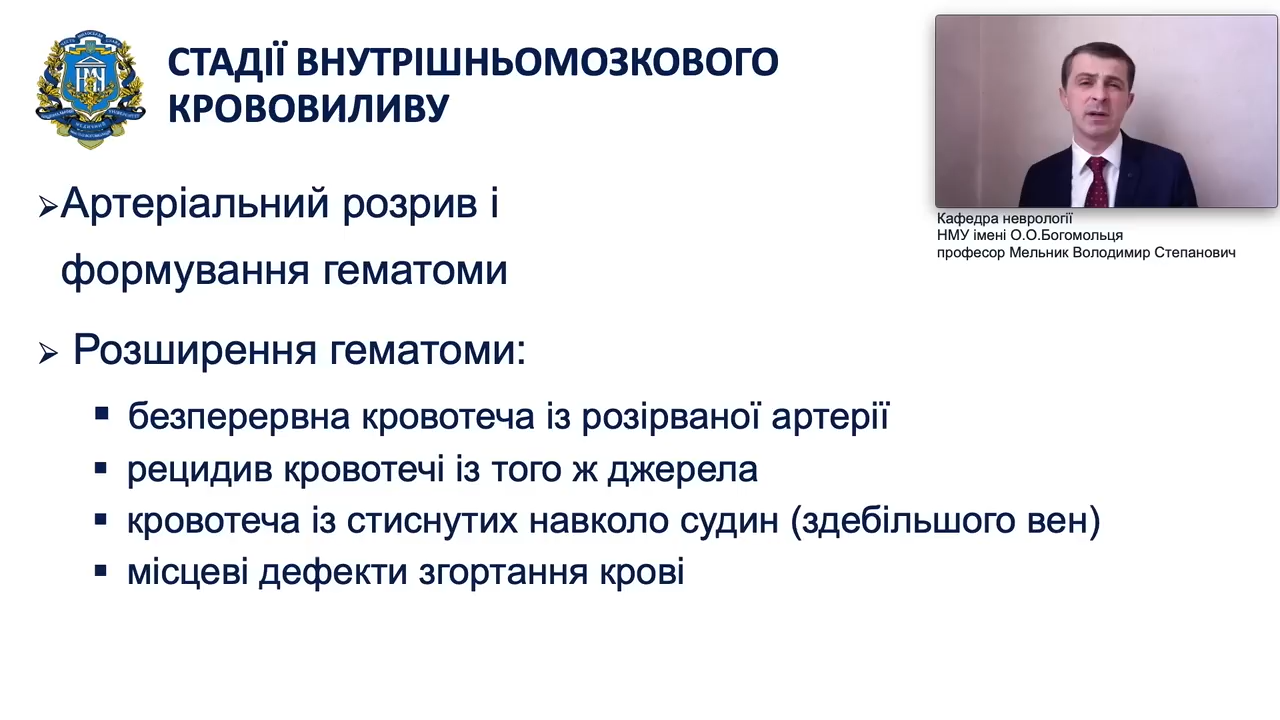 СТАДІЇ ВНУТРІШНЬОМОЗКОВОГО
КРОВОВИЛИВУ
Артеріальний розрив і
формування гематоми
Розширення гематоми:
безперервна кровотеча із розірваної артерії
рецидив кровотечі із того ж джерела
кровотеча із стиснутих навколо судин (здебільшого вен)
місцеві дефекти згортання крові
Кафедра неврології
НМУ імені О.О.Богомольця
професор Мельник Володимир Степанович